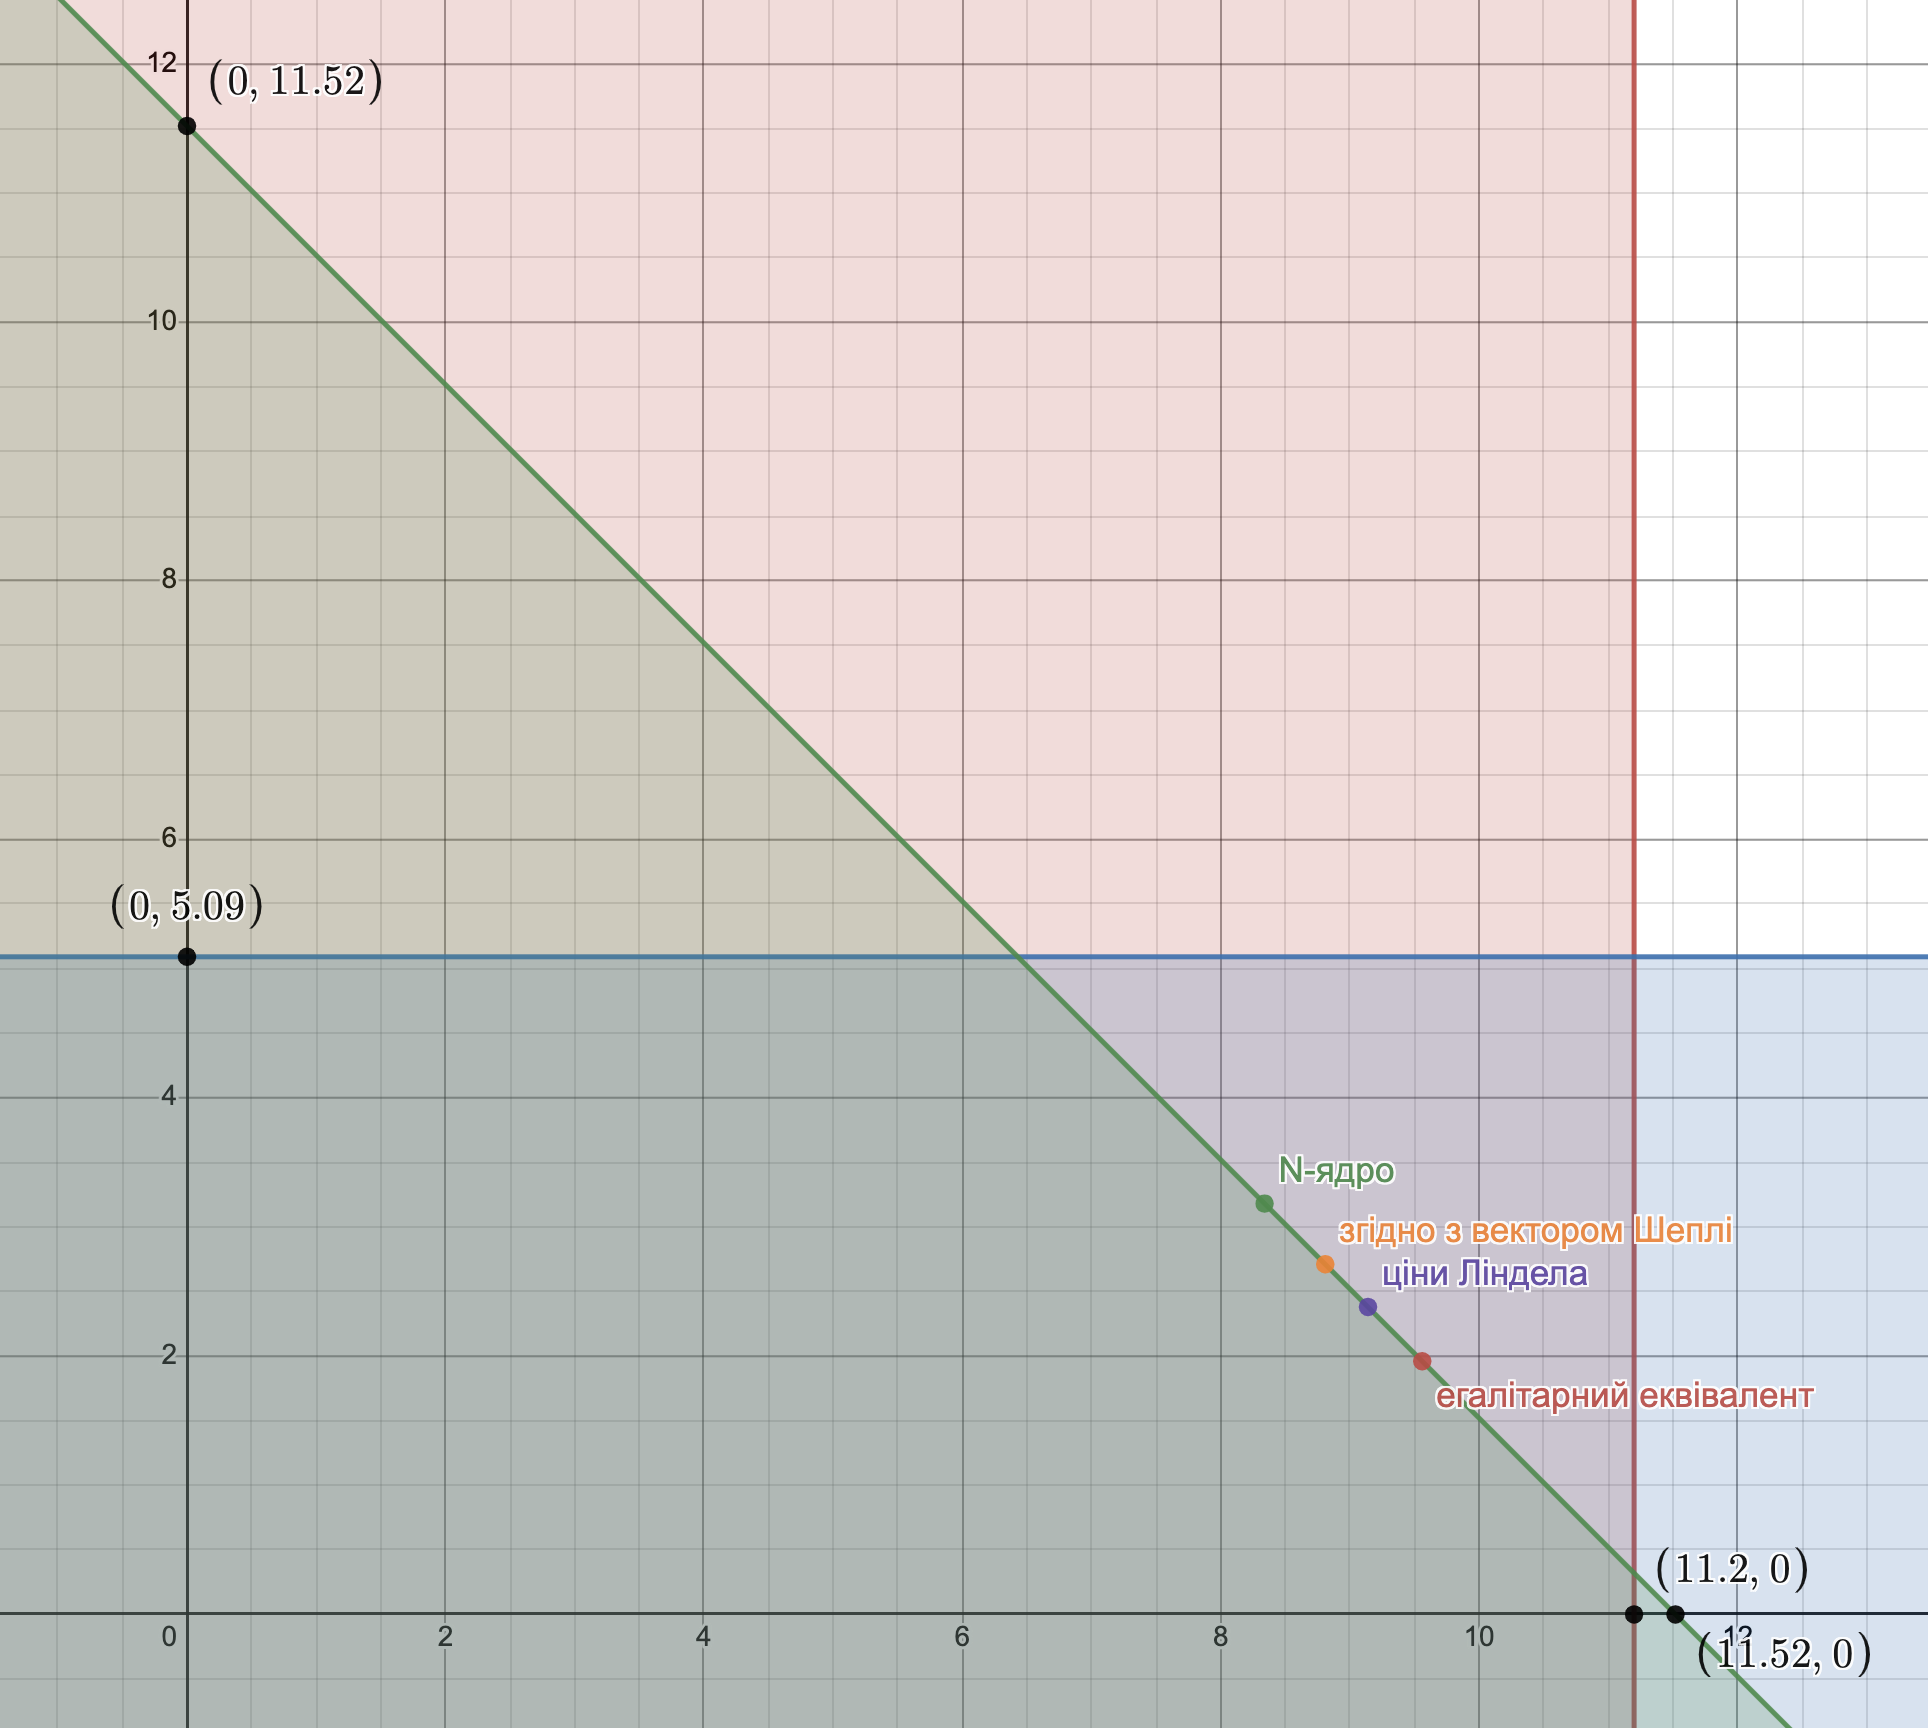 12
(0, 11.52)
10
8
6
(0, 5.09)
4
N-ядро
згідно з вектором Шеплі
ціни Ліндела
2
егалітарний еквівалент
(11.2, 0)
0 2 4 6 8 10 12
(11.52, 0)